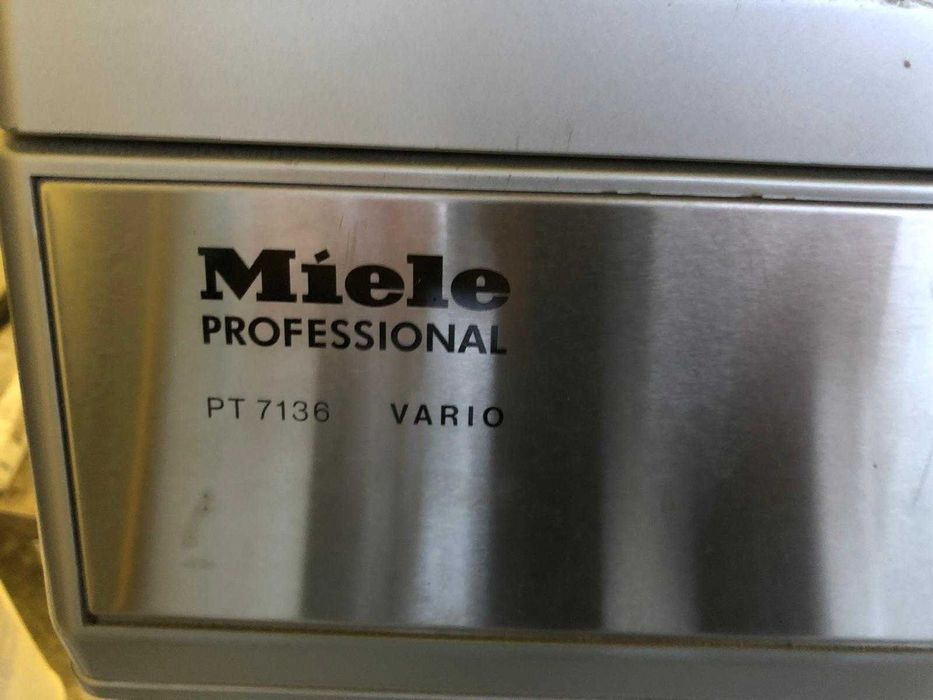 Miele
PROFESSIONAL
PT 7136 VARIO